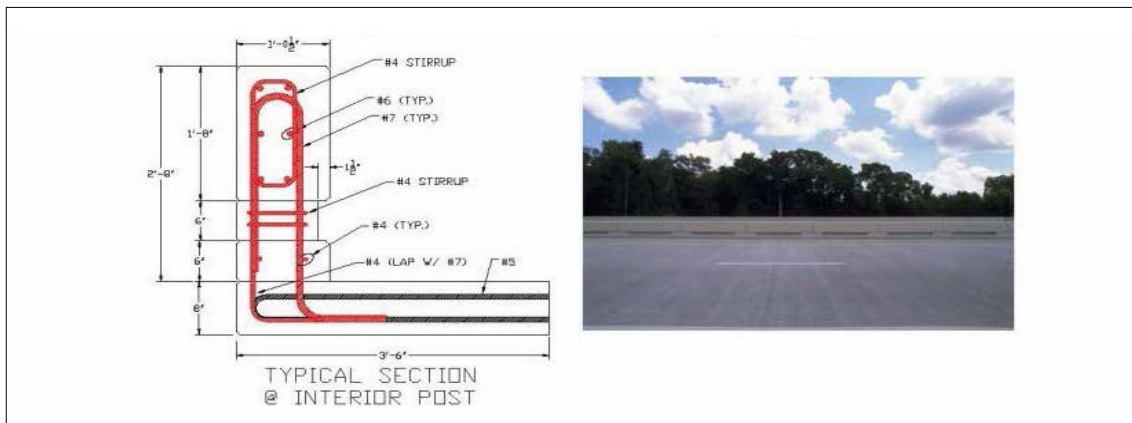 1'-0½"
#4 STIRRUP
#6 (TYP.)
#7 (TYP.)
1'-8"
2'-8"
1½"
#4 STIRRUP
6"
#4 (TYP.)
6"
#4 (LAP W/ #7)
#5
6"
3'-6"
TYPICAL SECTION
@ INTERIOR POST